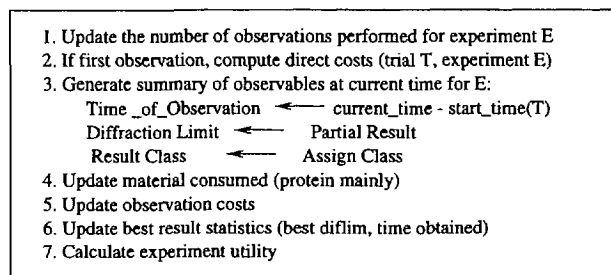 1. Update the number of observations performed for experiment E
2. If first observation, compute direct costs (trial T, experiment E)
3. Generate summary of observables at current time for E:
Time _of_Observation ← current_time - start_time(T)
Diffraction Limit ← Partial Result
Result Class ← Assign Class
4. Update material consumed (protein mainly)
5. Update observation costs
6. Update best result statistics (best diflim, time obtained)
7. Calculate experiment utility